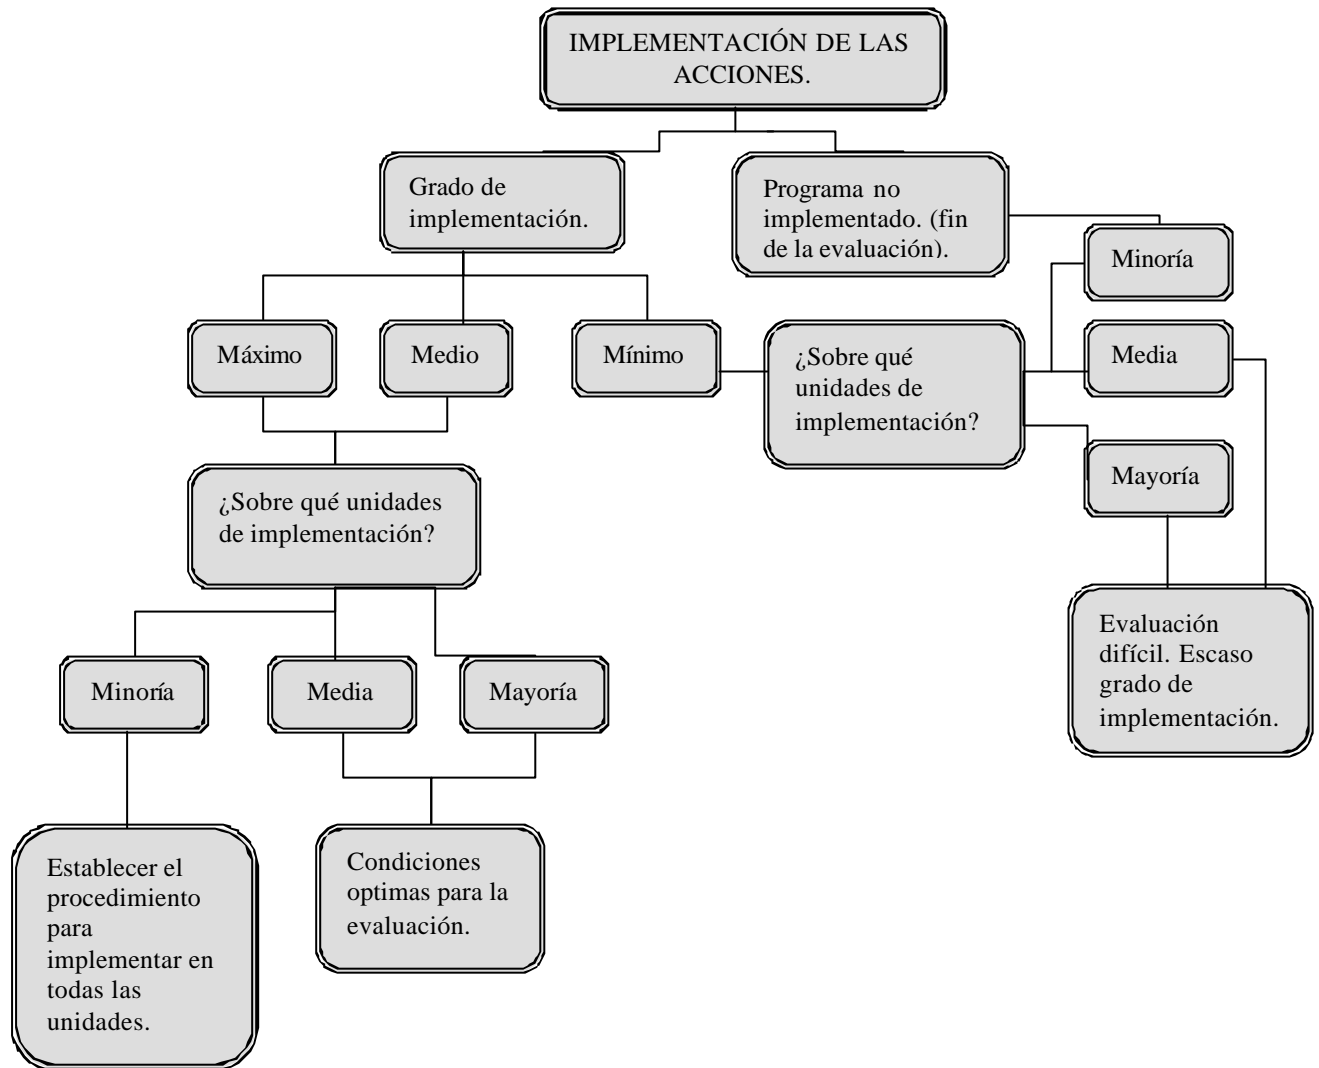 IMPLEMENTACIÓN DE LAS
ACCIONES.
Grado de
implementación.
Programa no
implementado. (fin
de la evaluación).
Minoría
Máximo
Medio
Mínimo
¿Sobre qué
unidades de
implementación?
Media
Mayoría
¿Sobre qué unidades
de implementación?
Evaluación
difícil. Escaso
grado de
implementación.
Minoría
Media
Mayoría
Establecer el
procedimiento
para
implementar en
todas las
unidades.
Condiciones
optimas para la
evaluación.